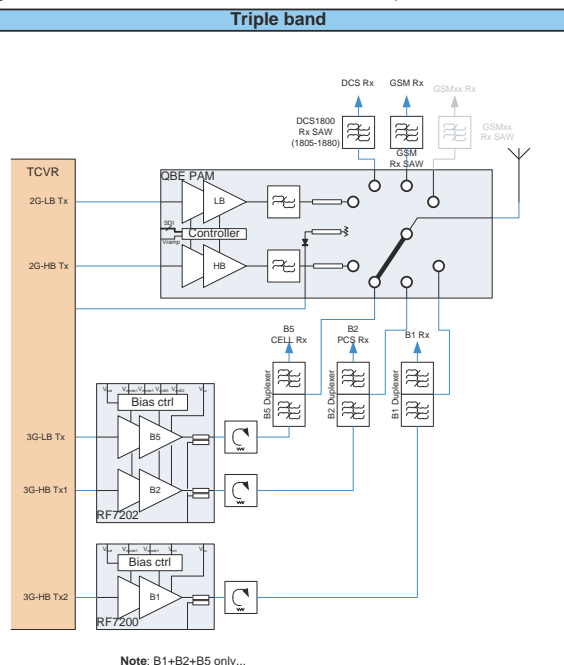 Triple band
DCS Rx
GSM Rx
GSMxx Rx
DCS1800
Rx SAW
(1805-1880)
GSM
Rx SAW
GSMxx
Rx SAW
TCVR
QBE PAM
2G-LB Tx
LB
SDI
Controller
Vramp
2G-HB Tx
HB
B5
CELL Rx
B2
PCS Rx
B1 Rx
B5 Duplexer
B2 Duplexer
B1 Duplexer
Bias ctrl
3G-LB Tx
B5
3G-HB Tx1
B2
RF7202
Bias ctrl
3G-HB Tx2
B1
RF7200
Note: B1+B2+B5 only...